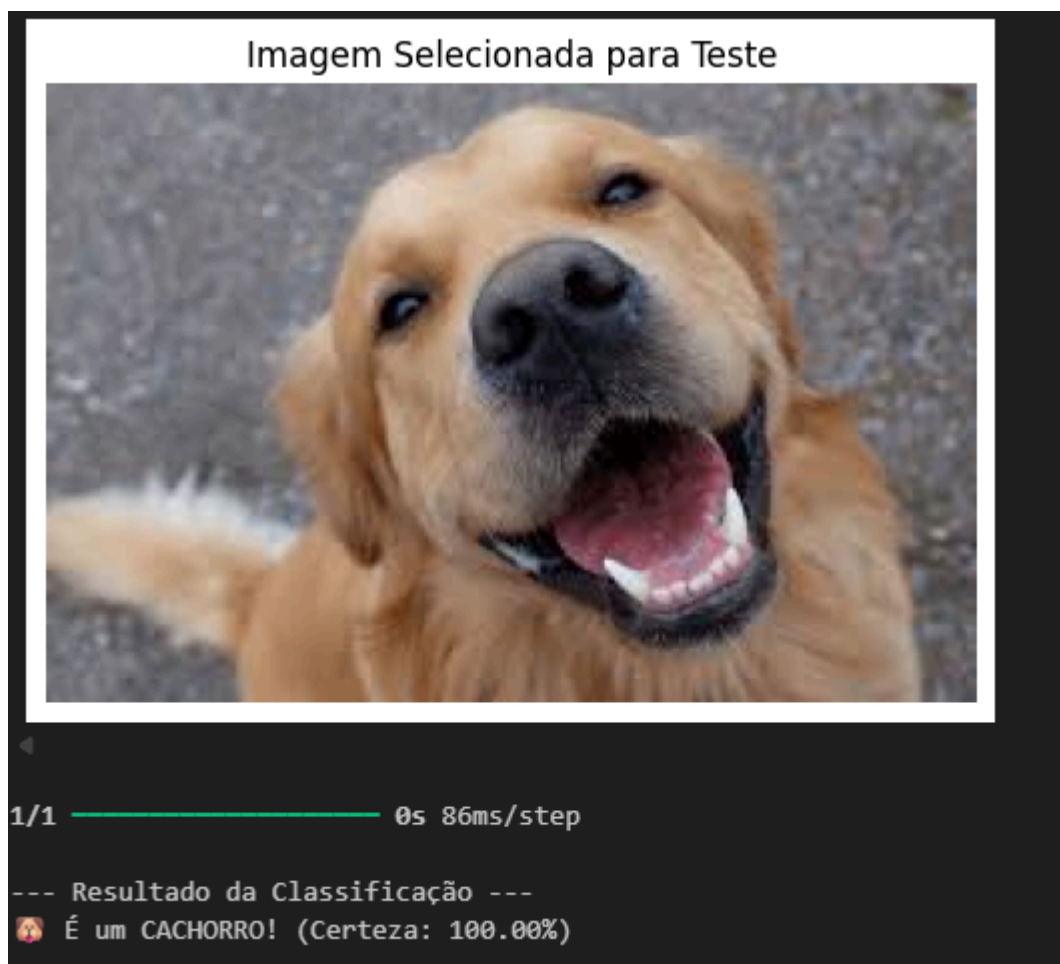 Imagem Selecionada para Teste
1/1 ━━━━━━━━━━━━━━━━━━━━ 0s 86ms/step
--- Resultado da Classificação ---
🐶 É um CACHORRO! (Certeza: 100.00%)